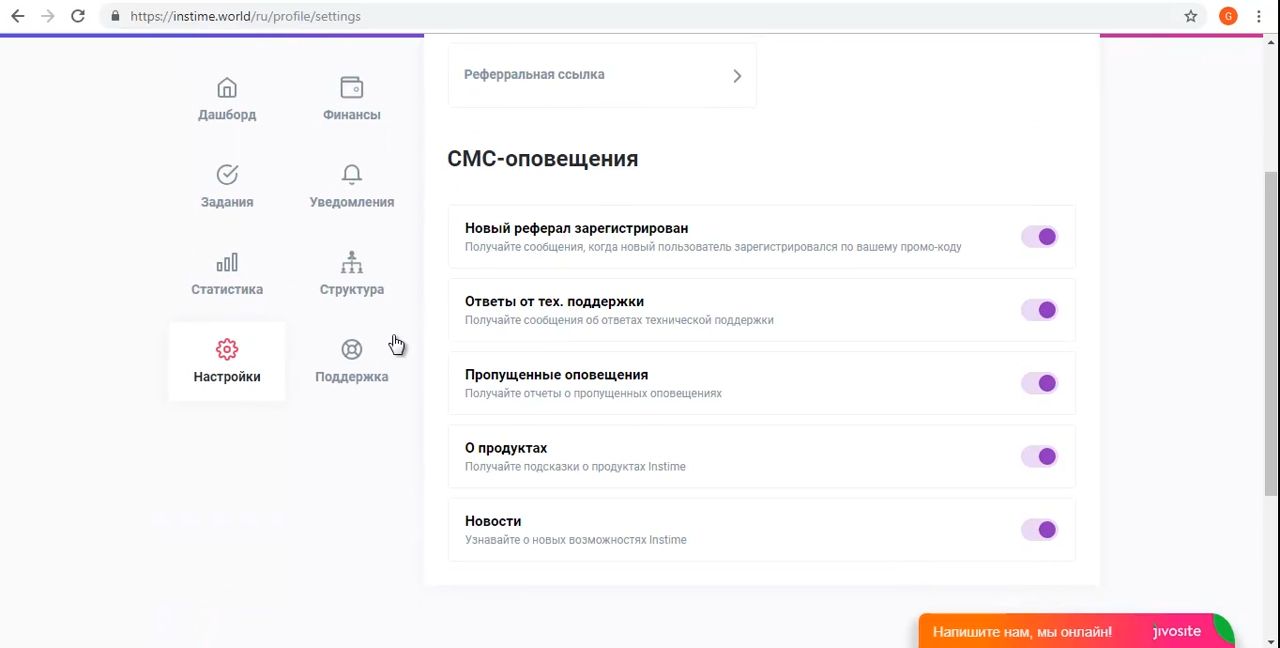 https://instime.world/ru/profile/settings
G
Дашборд
Финансы
Задания
Уведомления
Статистика
Структура
Настройки
Поддержка
Реферральная ссылка
СМС-оповещения
Новый реферал зарегистрирован
Получайте сообщения, когда новый пользователь зарегистрировался по вашему промо-коду
Ответы от тех. поддержки
Получайте сообщения об ответах технической поддержки
Пропущенные оповещения
Получайте отчеты о пропущенных оповещениях
О продуктах
Получайте подсказки о продуктах Instime
Новости
Узнавайте о новых возможностях Instime
Напишите нам, мы онлайн!
jivosite